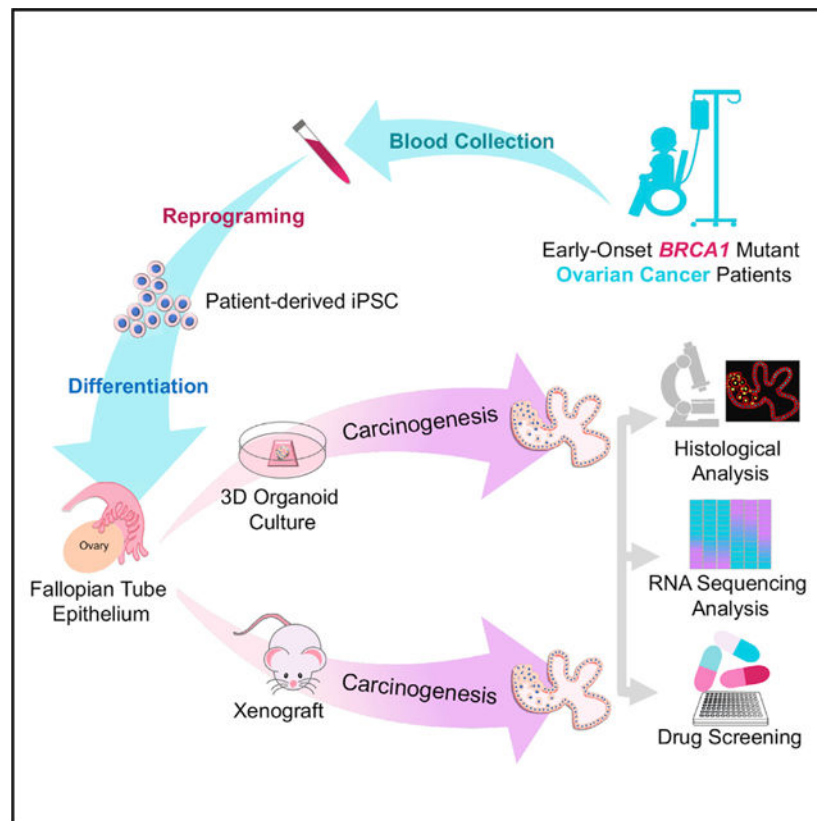 Blood Collection
Early-Onset BRCA1 Mutant
Ovarian Cancer Patients
Reprograming
Patient-derived iPSC
Differentiation
Ovary
Fallopian Tube
Epithelium
3D Organoid
Culture
Carcinogenesis
Xenograft
Carcinogenesis
Histological
Analysis
RNA Sequencing
Analysis
Drug Screening